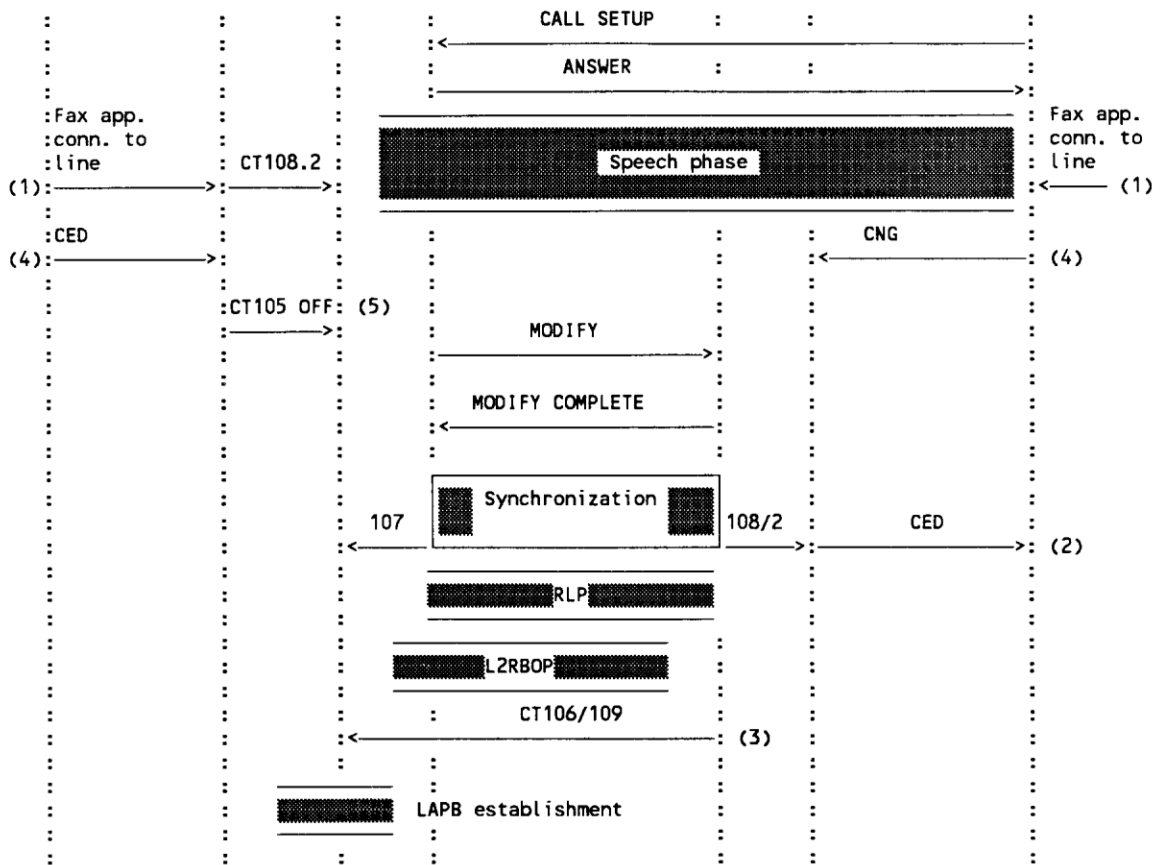 CALL SETUP
ANSWER
Fax app. conn. to line
Fax app. conn. to line
CT108.2
Speech phase
(1)
(1)
CED
CNG
(4)
(4)
CT105 OFF
(5)
MODIFY
MODIFY COMPLETE
Synchronization
107
108/2
CED
(2)
RLP
L2RBOP
CT106/109
(3)
LAPB establishment